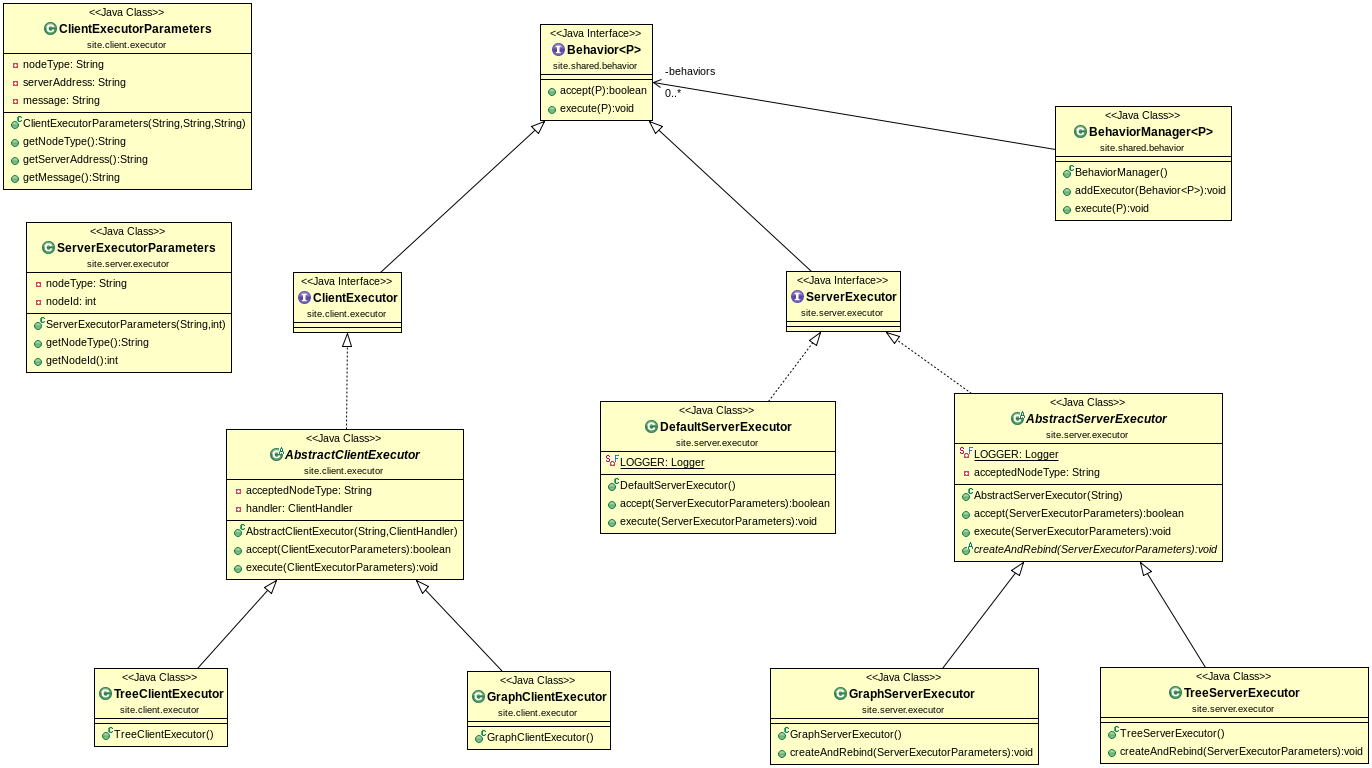 <<Java Class>>
ClientExecutorParameters
site.client.executor
nodeType: String
serverAddress: String
message: String
ClientExecutorParameters(String,String,String)
getNodeType():String
getServerAddress():String
getMessage():String
<<Java Interface>>
Behavior<P>
site.shared.behavior
accept(P):boolean
execute(P):void
-behaviors
0..*
<<Java Class>>
BehaviorManager<P>
site.shared.behavior
BehaviorManager()
addExecutor(Behavior<P>):void
execute(P):void
<<Java Class>>
ServerExecutorParameters
site.server.executor
nodeType: String
nodeId: int
ServerExecutorParameters(String,int)
getNodeType():String
getNodeId():int
<<Java Interface>>
ClientExecutor
site.client.executor
<<Java Interface>>
ServerExecutor
site.server.executor
<<Java Class>>
AbstractClientExecutor
site.client.executor
acceptedNodeType: String
handler: ClientHandler
AbstractClientExecutor(String,ClientHandler)
accept(ClientExecutorParameters):boolean
execute(ClientExecutorParameters):void
<<Java Class>>
DefaultServerExecutor
site.server.executor
LOGGER: Logger
DefaultServerExecutor()
accept(ServerExecutorParameters):boolean
execute(ServerExecutorParameters):void
<<Java Class>>
AbstractServerExecutor
site.server.executor
LOGGER: Logger
acceptedNodeType: String
AbstractServerExecutor(String)
accept(ServerExecutorParameters):boolean
execute(ServerExecutorParameters):void
createAndRebind(ServerExecutorParameters):void
<<Java Class>>
TreeClientExecutor
site.client.executor
TreeClientExecutor()
<<Java Class>>
GraphClientExecutor
site.client.executor
GraphClientExecutor()
<<Java Class>>
GraphServerExecutor
site.server.executor
GraphServerExecutor()
createAndRebind(ServerExecutorParameters):void
<<Java Class>>
TreeServerExecutor
site.server.executor
TreeServerExecutor()
createAndRebind(ServerExecutorParameters):void